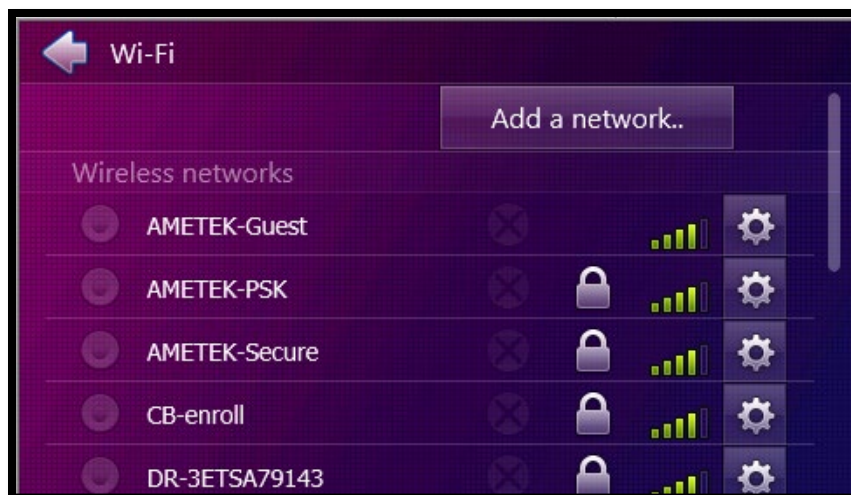 Wi-Fi
Add a network..
Wireless networks
AMETEK-Guest
AMETEK-PSK
AMETEK-Secure
CB-enroll
DR-3ETSA79143